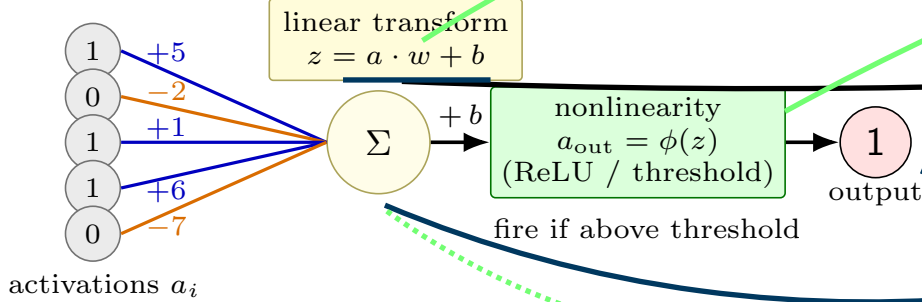 linear transform
z = a · w + b
1
0
1
1
0
+5
−2
+1
+6
−7
Σ
+ b
nonlinearity
a_out = ϕ(z)
(ReLU / threshold)
1
output
fire if above threshold
activations a_i